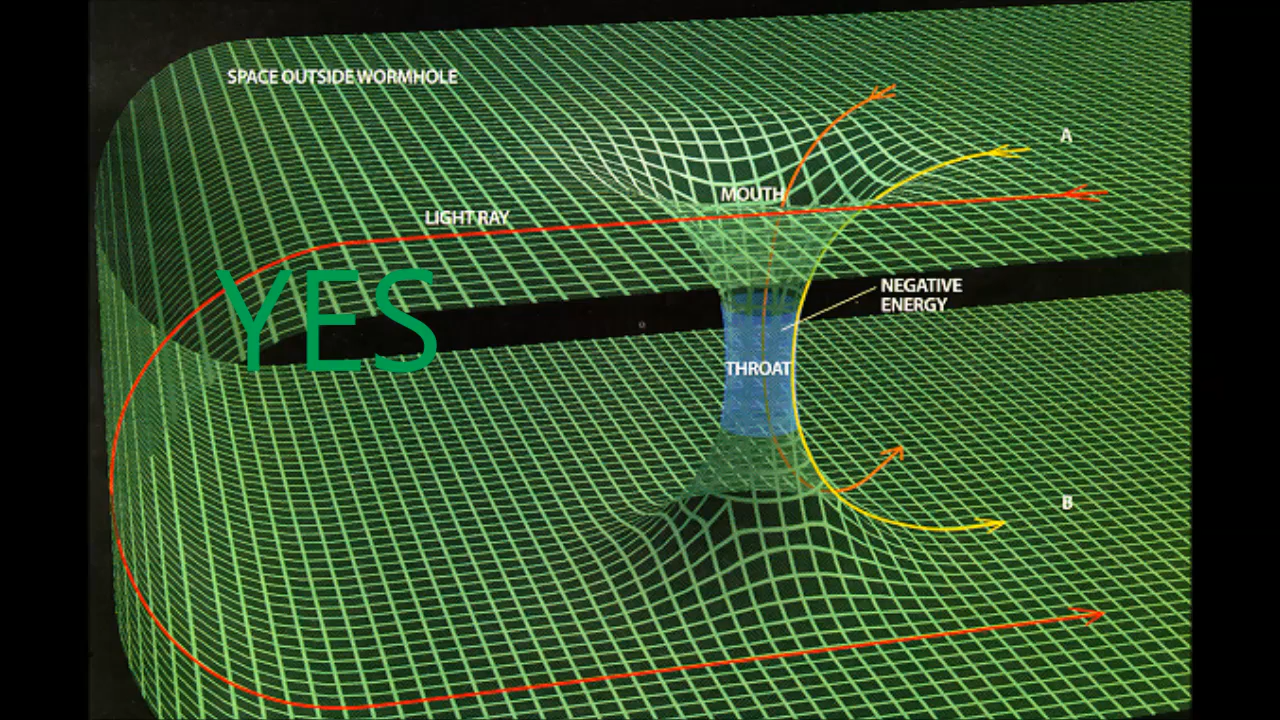 SPACE OUTSIDE WORMHOLE
A
MOUTH
LIGHT RAY
YES
NEGATIVE
ENERGY
THROAT
B